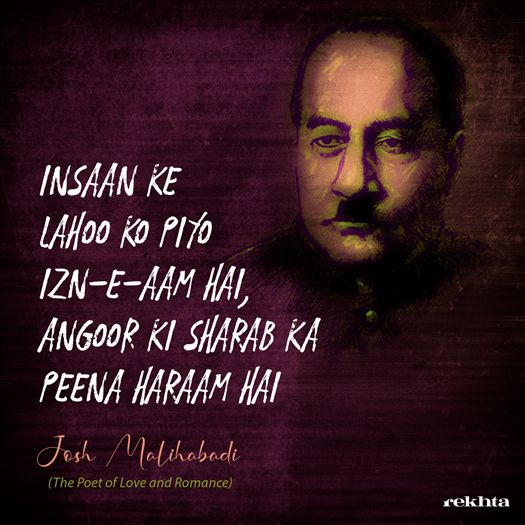 INSAAN KE
LAHOO KO PIYO
IZN-E-AAM HAI,
ANGOOR KI SHARAB KA
PEENA HARAAM HAI
Josh Malihabadi
(The Poet of Love and Romance)
rekhta